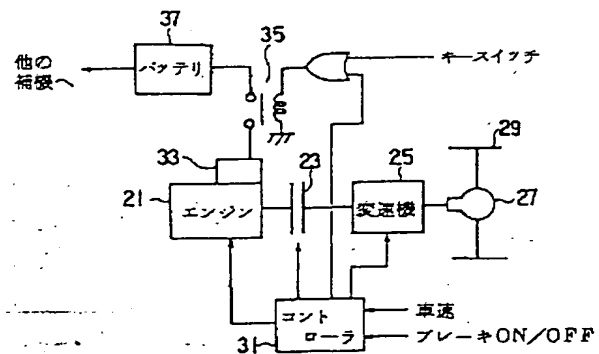 37
35
他の
補機へ
バッテリ
キースイッチ
33
23
25
29
21
エンジン
変速機
27
コント
ローラ
31
車速
ブレーキON/OFF